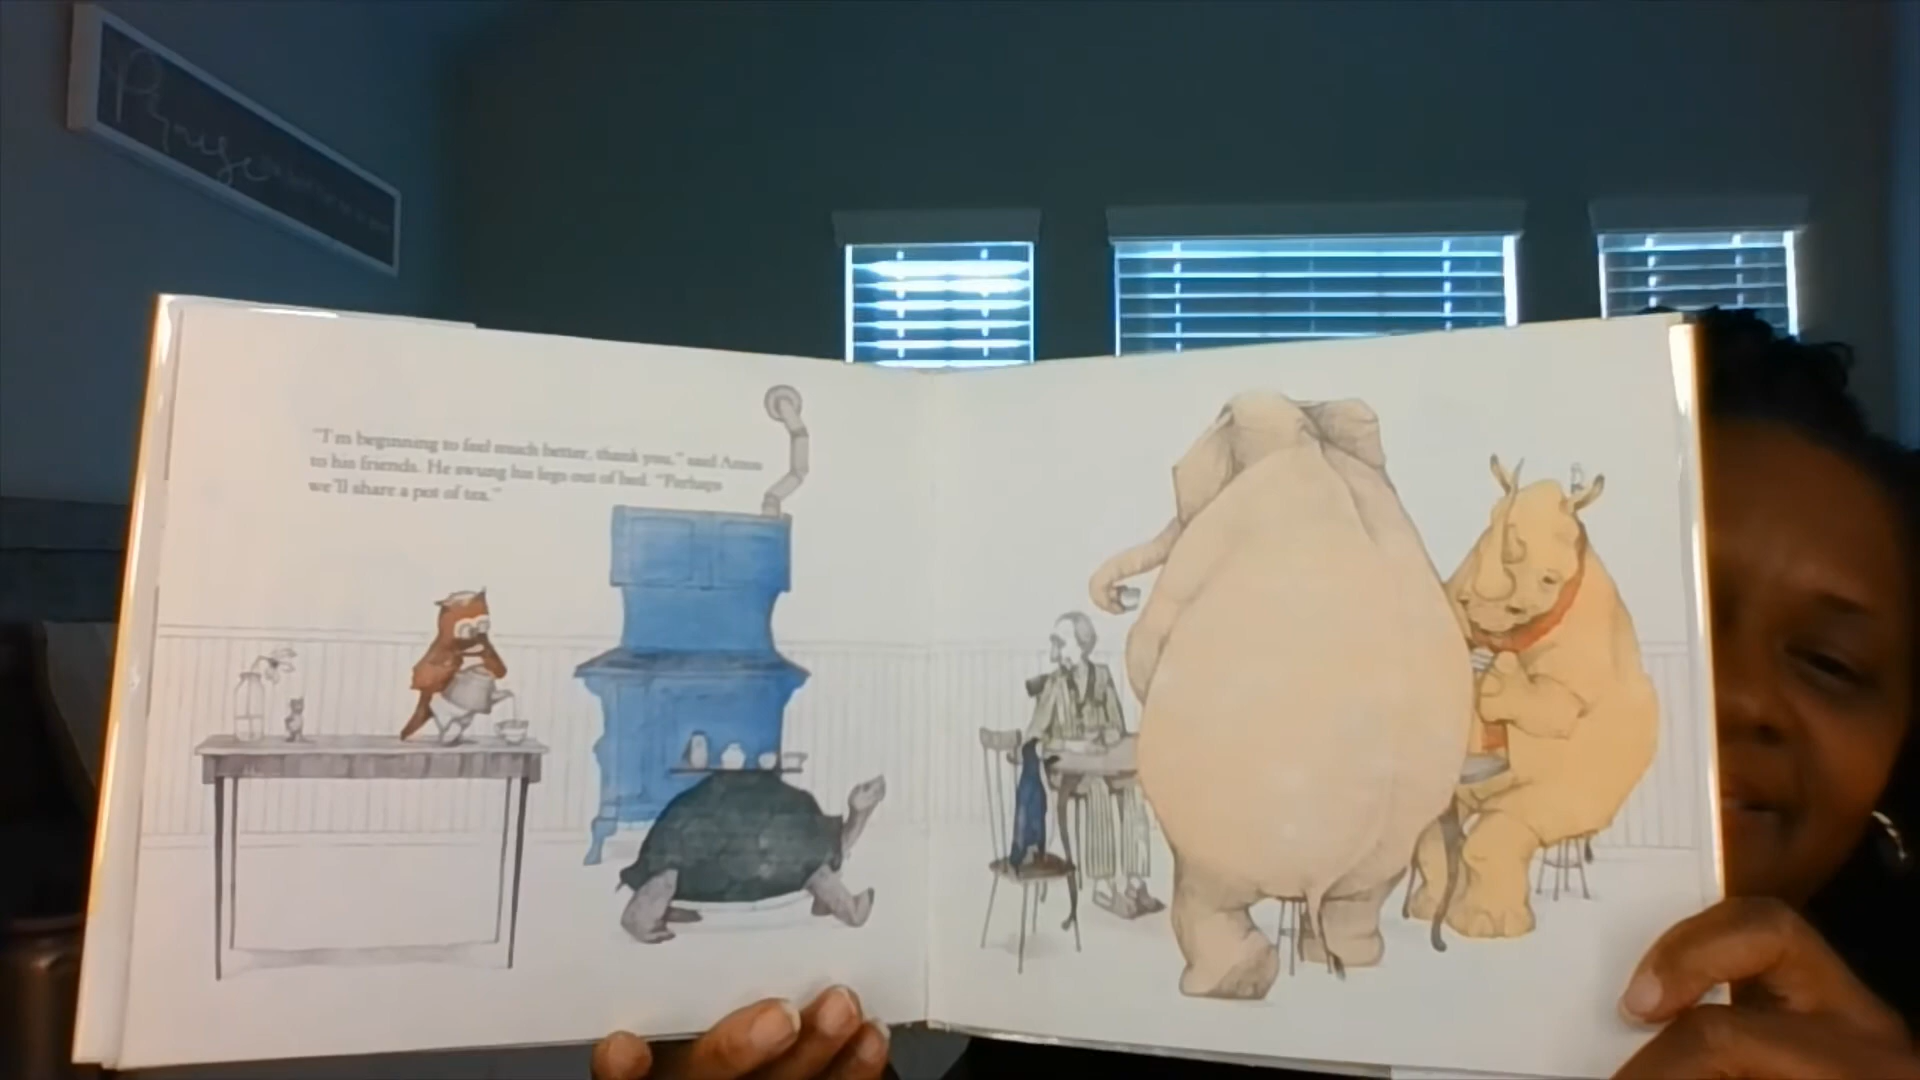 Praise
"I'm beginning to feel much better, thank you," said Amos
to his friends. He swung his legs out of bed. "Perhaps
we'll share a pot of tea."